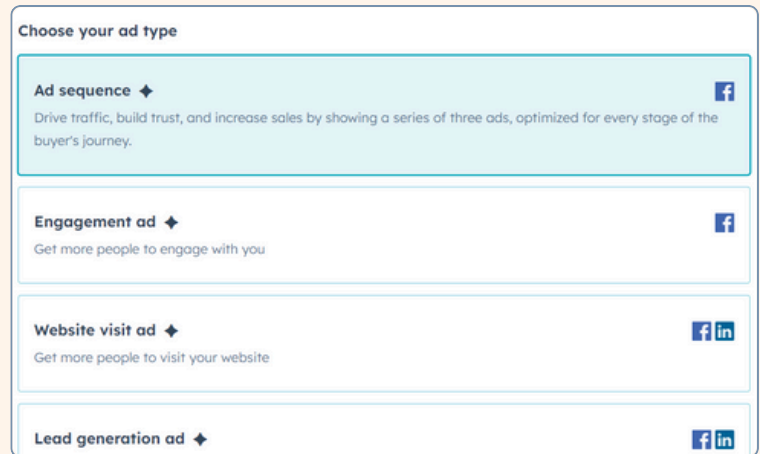 Choose your ad type
Ad sequence
Drive traffic, build trust, and increase sales by showing a series of three ads, optimized for every stage of the
buyer's journey.
Engagement ad
Get more people to engage with you
Website visit ad
Get more people to visit your website
Lead generation ad